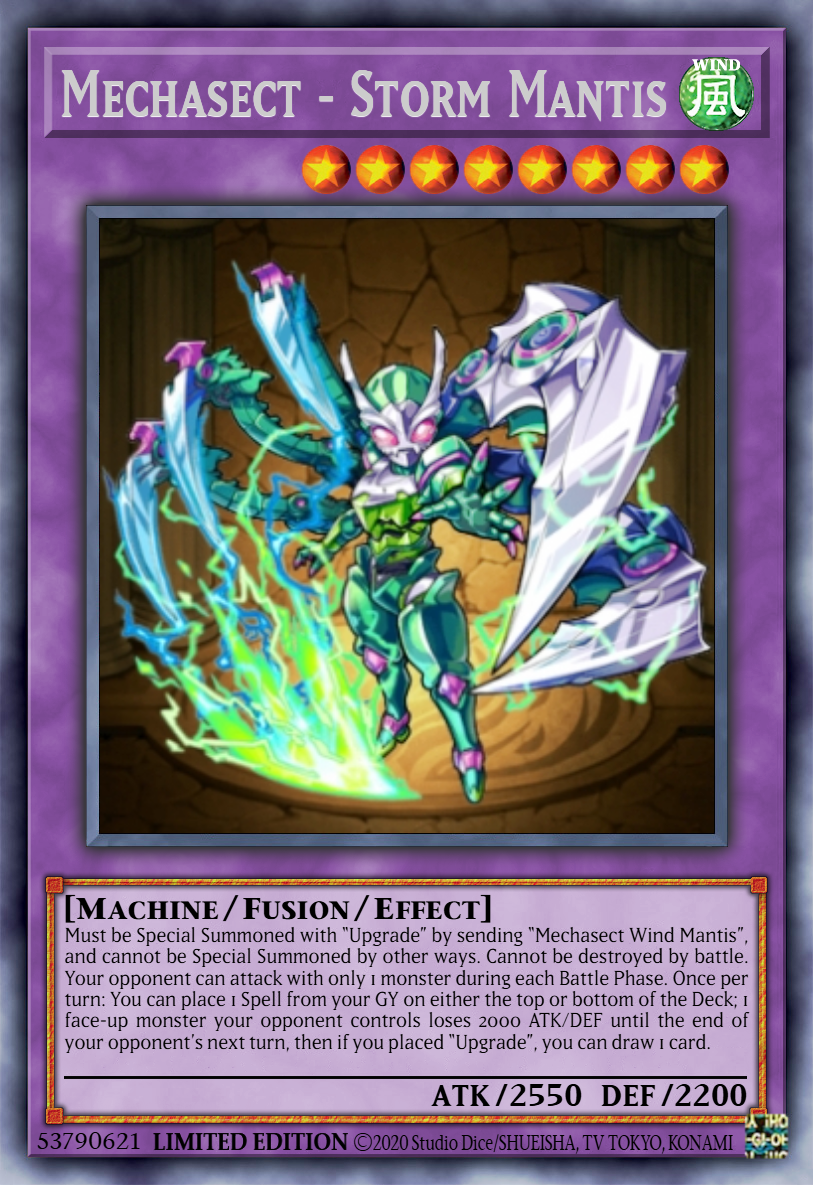 Mechasect - Storm Mantis
WIND
風
[Machine/Fusion/Effect]
Must be Special Summoned with "Upgrade" by sending "Mechasect Wind Mantis",
and cannot be Special Summoned by other ways. Cannot be destroyed by battle.
Your opponent can attack with only 1 monster during each Battle Phase. Once per
turn: You can place 1 Spell from your GY on either the top or bottom of the Deck; 1
face-up monster your opponent controls loses 2000 ATK/DEF until the end of
your opponent's next turn, then if you placed "Upgrade", you can draw 1 card.
ATK/2550 DEF/2200
53790621 LIMITED EDITION ©2020 Studio Dice/SHUEISHA, TV TOKYO, KONAMI